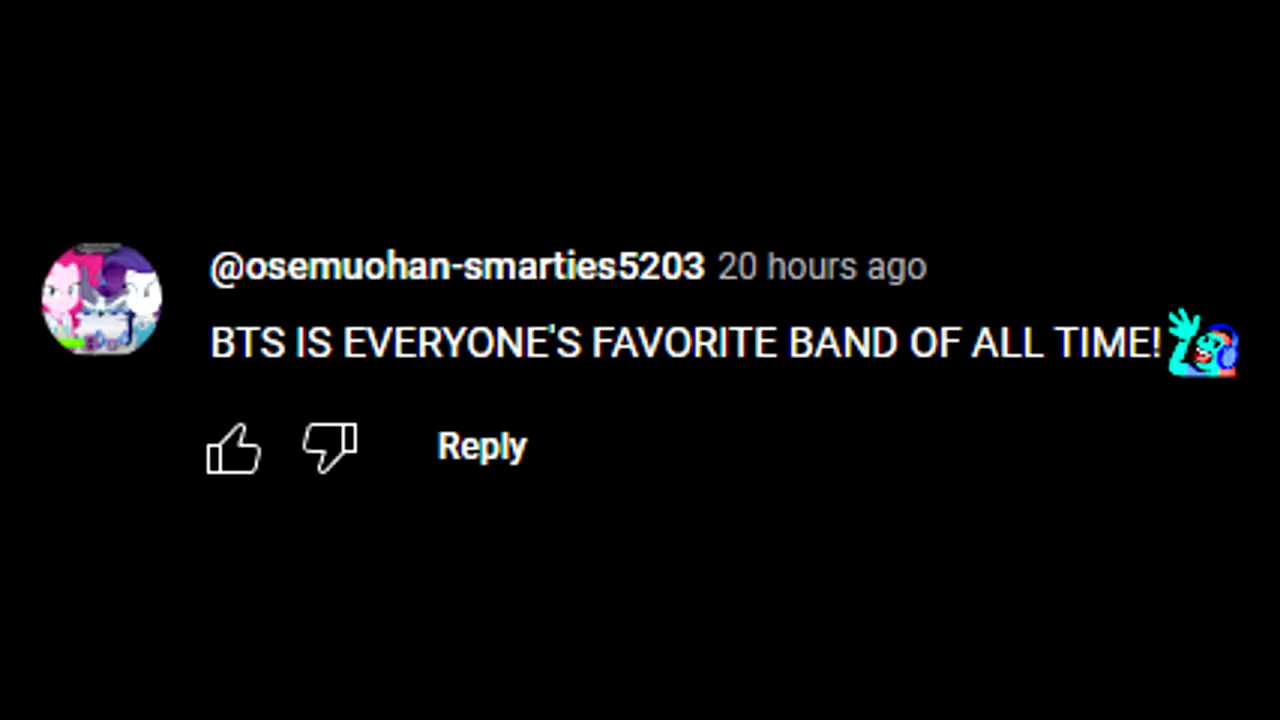 @osemuohan-smarties5203 20 hours ago
BTS IS EVERYONE'S FAVORITE BAND OF ALL TIME!
Reply